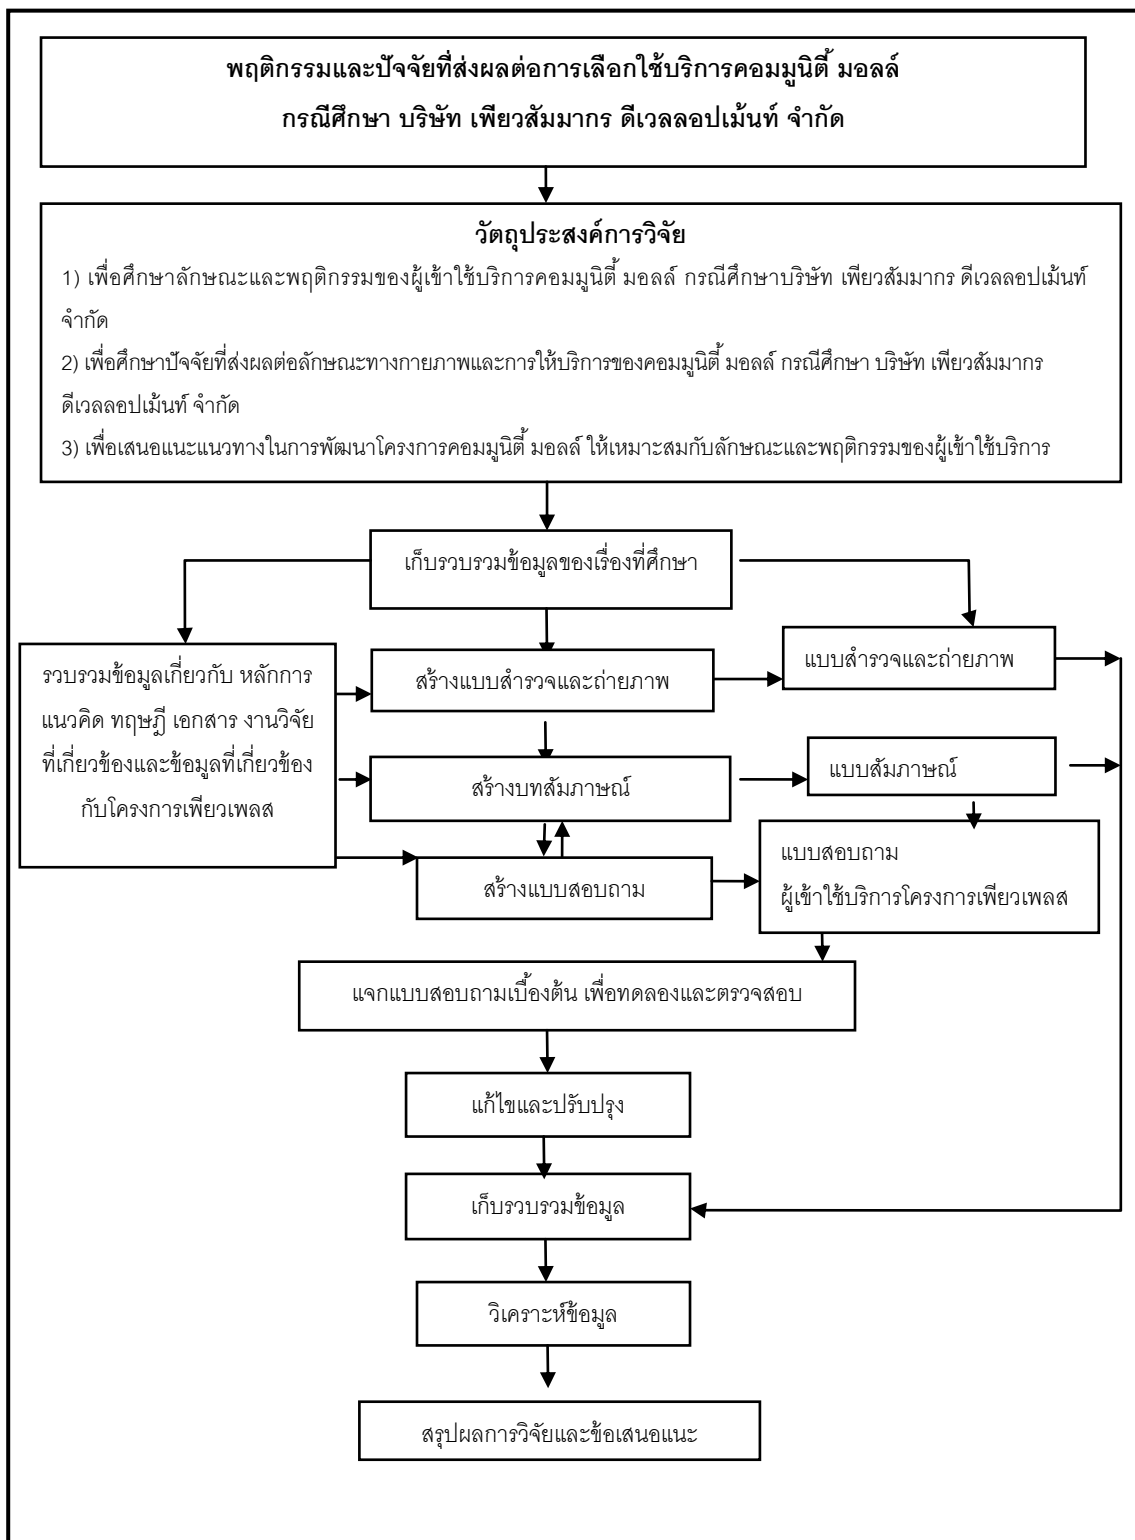 พฤติกรรมและปัจจัยที่ส่งผลต่อการเลือกใช้บริการคอมมูนิตี้ มอลล์
กรณีศึกษา บริษัท เพียวสัมมากร ดีเวลลอปเม้นท์ จำกัด
วัตถุประสงค์การวิจัย
1) เพื่อศึกษาลักษณะและพฤติกรรมของผู้เข้าใช้บริการคอมมูนิตี้ มอลล์ กรณีศึกษาบริษัท เพียวสัมมากร ดีเวลลอปเม้นท์
จำกัด
2) เพื่อศึกษาปัจจัยที่ส่งผลต่อลักษณะทางกายภาพและการให้บริการของคอมมูนิตี้ มอลล์ กรณีศึกษา บริษัท เพียวสัมมากร
ดีเวลลอปเม้นท์ จำกัด
3) เพื่อเสนอแนะแนวทางในการพัฒนาโครงการคอมมูนิตี้ มอลล์ ให้เหมาะสมกับลักษณะและพฤติกรรมของผู้เข้าใช้บริการ
เก็บรวบรวมข้อมูลของเรื่องที่ศึกษา
รวบรวมข้อมูลเกี่ยวกับ หลักการ
แนวคิด ทฤษฎี เอกสาร งานวิจัย
ที่เกี่ยวข้องและข้อมูลที่เกี่ยวข้อง
กับโครงการเพียวเพลส
สร้างแบบสำรวจและถ่ายภาพ
แบบสำรวจและถ่ายภาพ
สร้างบทสัมภาษณ์
แบบสัมภาษณ์
สร้างแบบสอบถาม
แบบสอบถาม
ผู้เข้าใช้บริการโครงการเพียวเพลส
แจกแบบสอบถามเบื้องต้น เพื่อทดลองและตรวจสอบ
แก้ไขและปรับปรุง
เก็บรวบรวมข้อมูล
วิเคราะห์ข้อมูล
สรุปผลการวิจัยและข้อเสนอแนะ